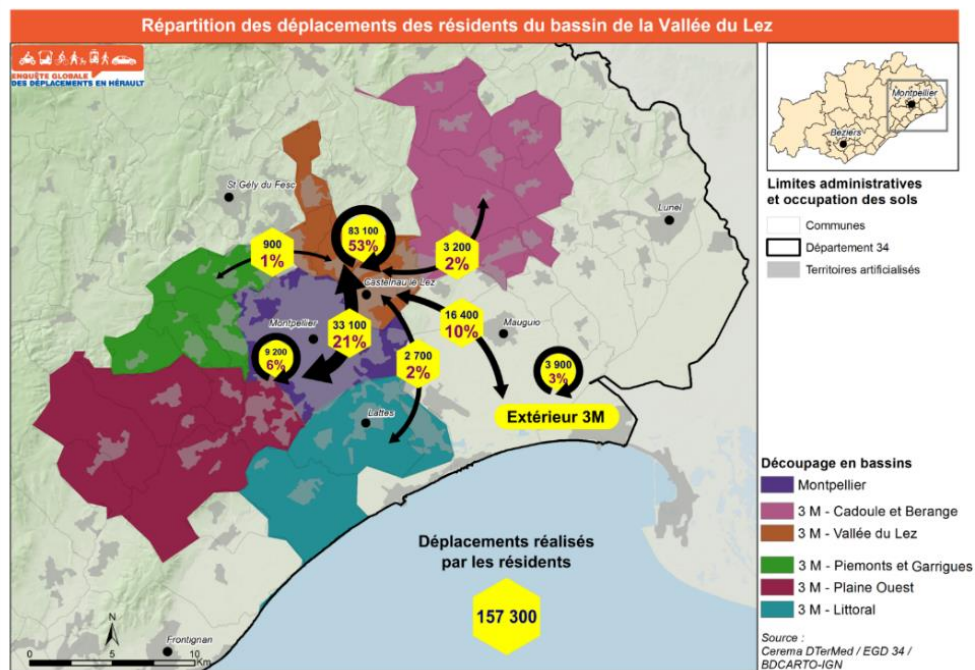 Répartition des déplacements des résidents du bassin de la Vallée du Lez
ENQUÊTE GLOBALE
DES DÉPLACEMENTS EN HÉRAULT
St Gély du Fesc
Lunel
900
1%
83 100
53%
3 200
2%
Castelnau le Lez
Montpellier
33 100
21%
16 400
10%
Mauguio
9 200
6%
2 700
2%
3 900
3%
Lattes
Extérieur 3M
Déplacements réalisés
par les résidents
157 300
N
Frontignan
0
5
10
Km
Montpellier
Béziers
Limites administratives
et occupation des sols
Communes
Département 34
Territoires artificialisés
Découpage en bassins
Montpellier
3 M - Cadoule et Berange
3 M - Vallée du Lez
3 M - Piemonts et Garrigues
3 M - Plaine Ouest
3 M - Littoral
Source :
Cerema DTerMed / EGD 34 /
BDCARTO-IGN